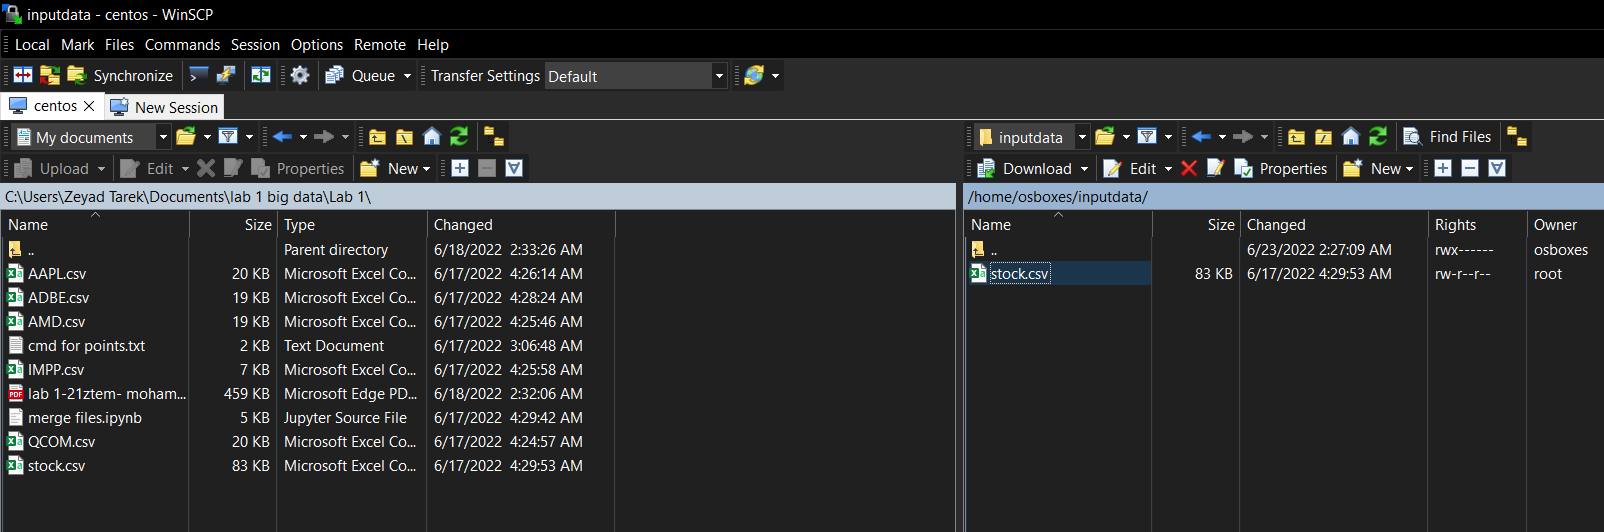 inputdata - centos - WinSCP
Local Mark Files Commands Session Options Remote Help
Synchronize Queue Transfer Settings Default
centos New Session
My documents
Upload Edit Properties New
C:\Users\Zeyad Tarek\Documents\lab 1 big data\Lab 1\
Name Size Type Changed
.. Parent directory 6/18/2022 2:33:26 AM
AAPL.csv 20 KB Microsoft Excel Co... 6/17/2022 4:26:14 AM
ADBE.csv 19 KB Microsoft Excel Co... 6/17/2022 4:28:24 AM
AMD.csv 19 KB Microsoft Excel Co... 6/17/2022 4:25:46 AM
cmd for points.txt 2 KB Text Document 6/17/2022 3:06:48 AM
IMPP.csv 7 KB Microsoft Excel Co... 6/17/2022 4:25:58 AM
lab 1-21ztem- moham... 459 KB Microsoft Edge PD... 6/18/2022 2:32:06 AM
merge files.ipynb 5 KB Jupyter Source File 6/17/2022 4:29:42 AM
QCOM.csv 20 KB Microsoft Excel Co... 6/17/2022 4:24:57 AM
stock.csv 83 KB Microsoft Excel Co... 6/17/2022 4:29:53 AM
inputdata Find Files
Download Edit Properties New
/home/osboxes/inputdata/
Name Size Changed Rights Owner
.. 6/23/2022 2:27:09 AM rwx------ osboxes
stock.csv 83 KB 6/17/2022 4:29:53 AM rw-r--r-- root